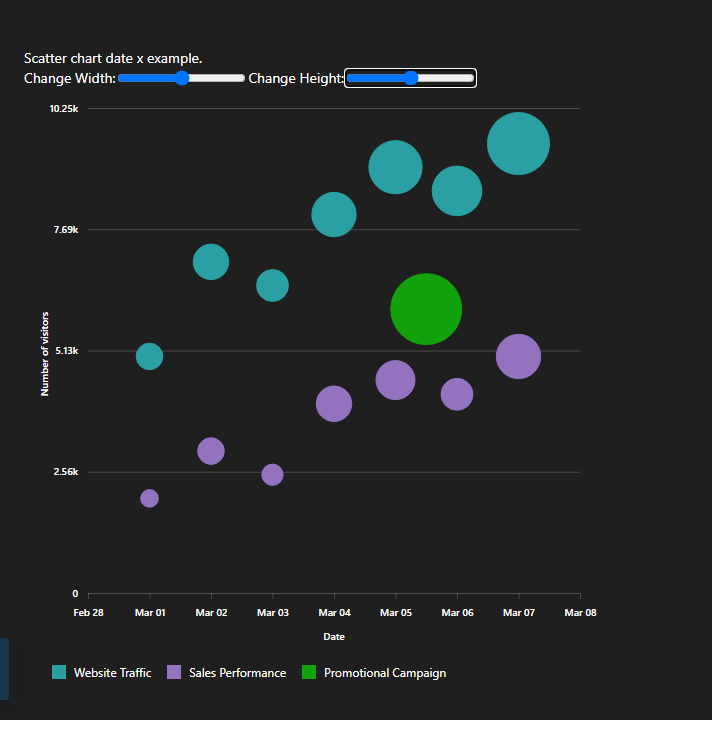 Scatter chart date x example.
Change Width: Change Height:
10.25k
7.69k
5.13k
2.56k
0
Number of visitors
Feb 28 Mar 01 Mar 02 Mar 03 Mar 04 Mar 05 Mar 06 Mar 07 Mar 08
Date
Website Traffic Sales Performance Promotional Campaign